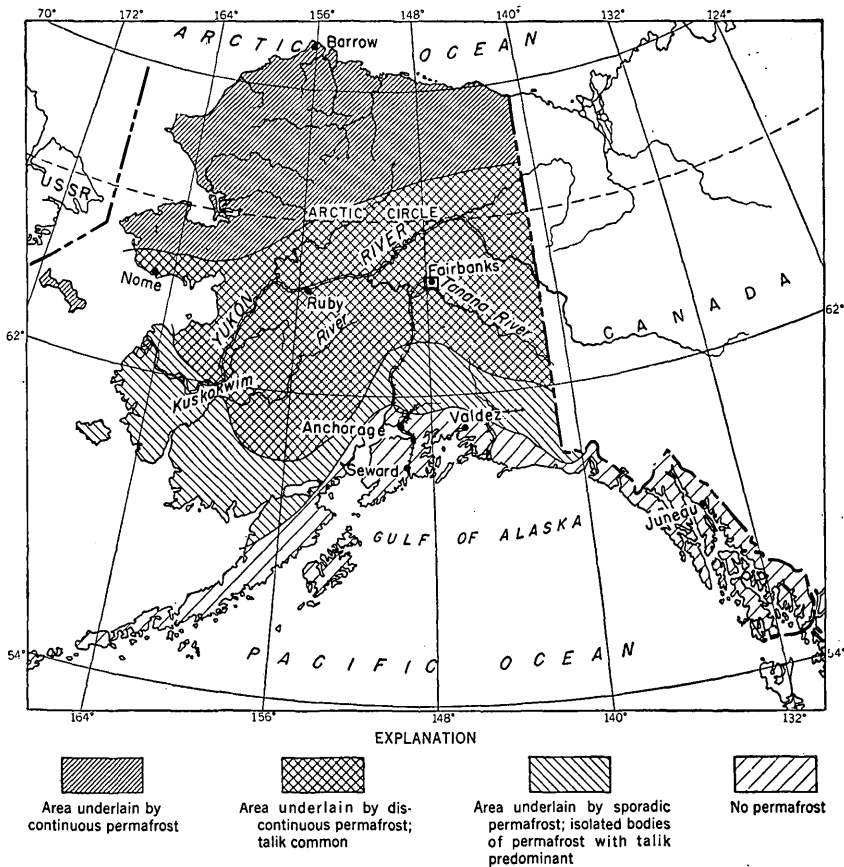 70° 172° 164° 156° 148° 140° 132° 124°
ARCTIC OCEAN
Barrow
USSR
ARCTIC CIRCLE
YUKON RIVER
Fairbanks
Nome
Ruby
Tanana River
CANADA
62° 62°
Kuskokwim River
Anchorage
Valdez
Seward
Juneau
GULF OF ALASKA
54° 54°
PACIFIC OCEAN
164° 156° 148° 140° 132°
EXPLANATION
Area underlain by
continuous permafrost
Area underlain by dis-
continuous permafrost;
talik common
Area underlain by sporadic
permafrost; isolated bodies
of permafrost with talik
predominant
No permafrost